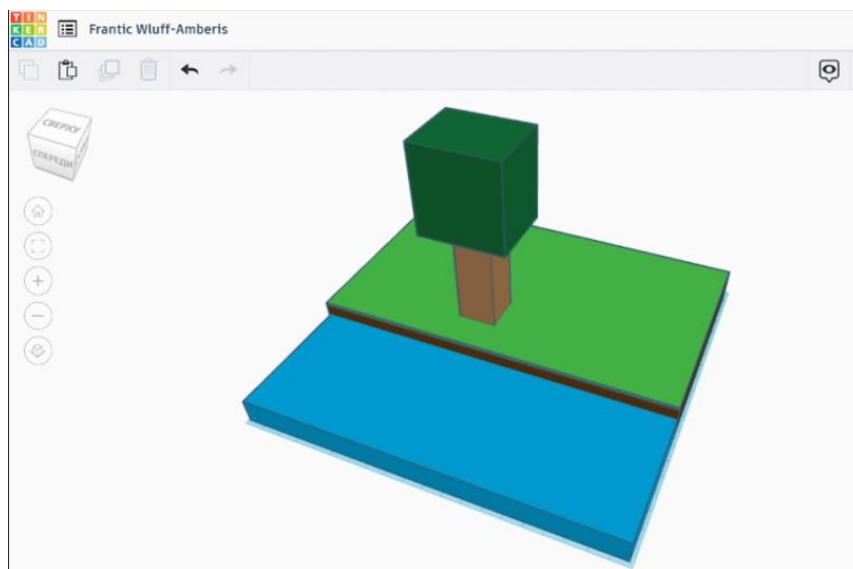 TIN
KER
CAD
Frantic Wluff-Amberis
СВЕРХУ
СПЕРЕДИ